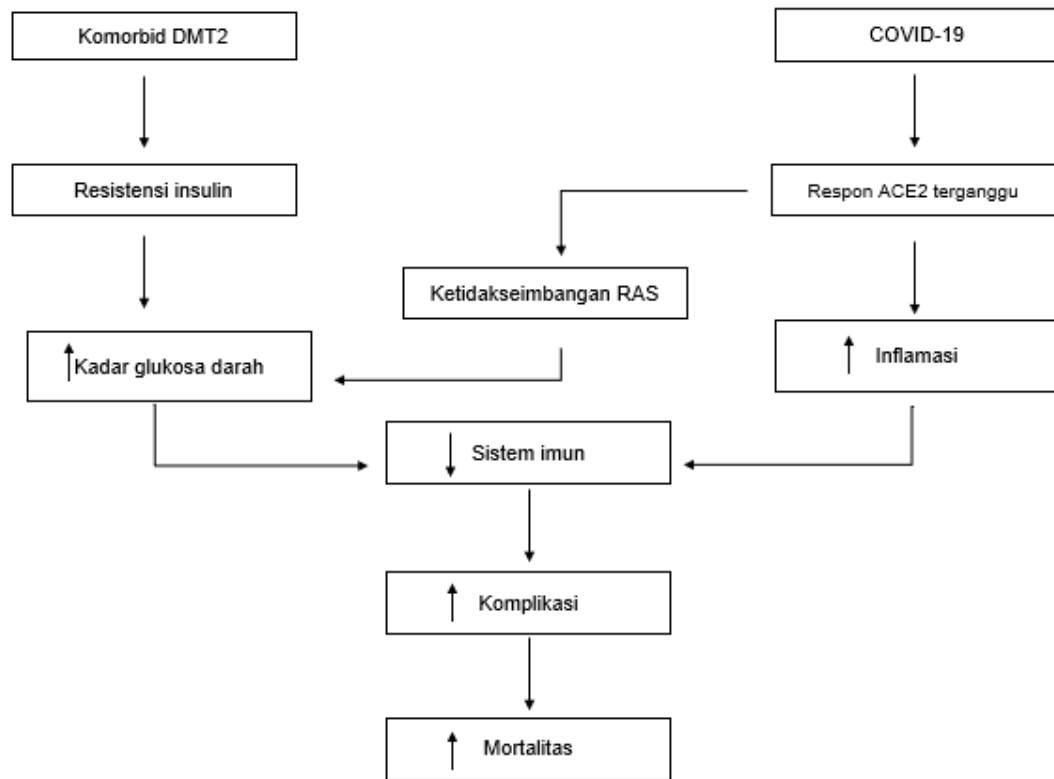 Komorbid DMT2
COVID-19
Resistensi insulin
Respon ACE2 terganggu
Ketidakseimbangan RAS
Kadar glukosa darah
Inflamasi
Sistem imun
Komplikasi
Mortalitas